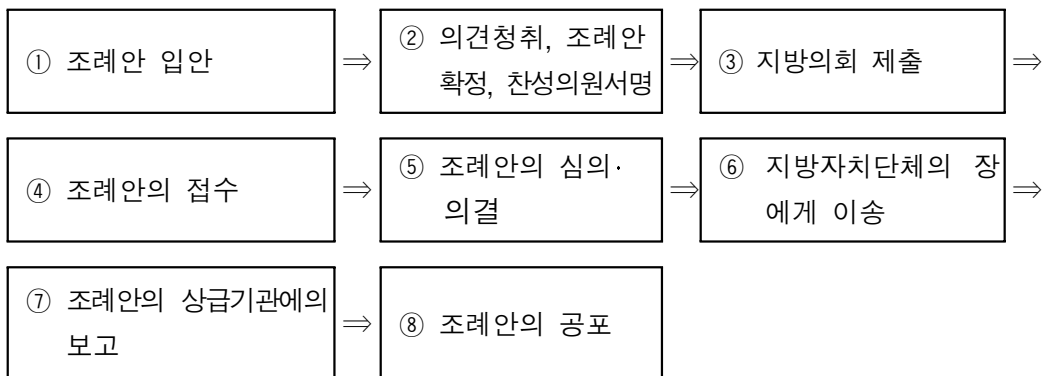 ① 조례안 입안 ⇒ ② 의견청취, 조례안
확정, 찬성의원서명 ⇒ ③ 지방의회 제출 ⇒
④ 조례안의 접수 ⇒ ⑤ 조례안의 심의·
의결 ⇒ ⑥ 지방자치단체의 장
에게 이송 ⇒
⑦ 조례안의 상급기관에의
보고 ⇒ ⑧ 조례안의 공포